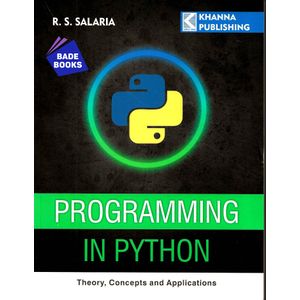 R. S. SALARIA
KHANNA
PUBLISHING
BADE
BOOKS
PROGRAMMING
IN PYTHON
Theory, Concepts and Applications